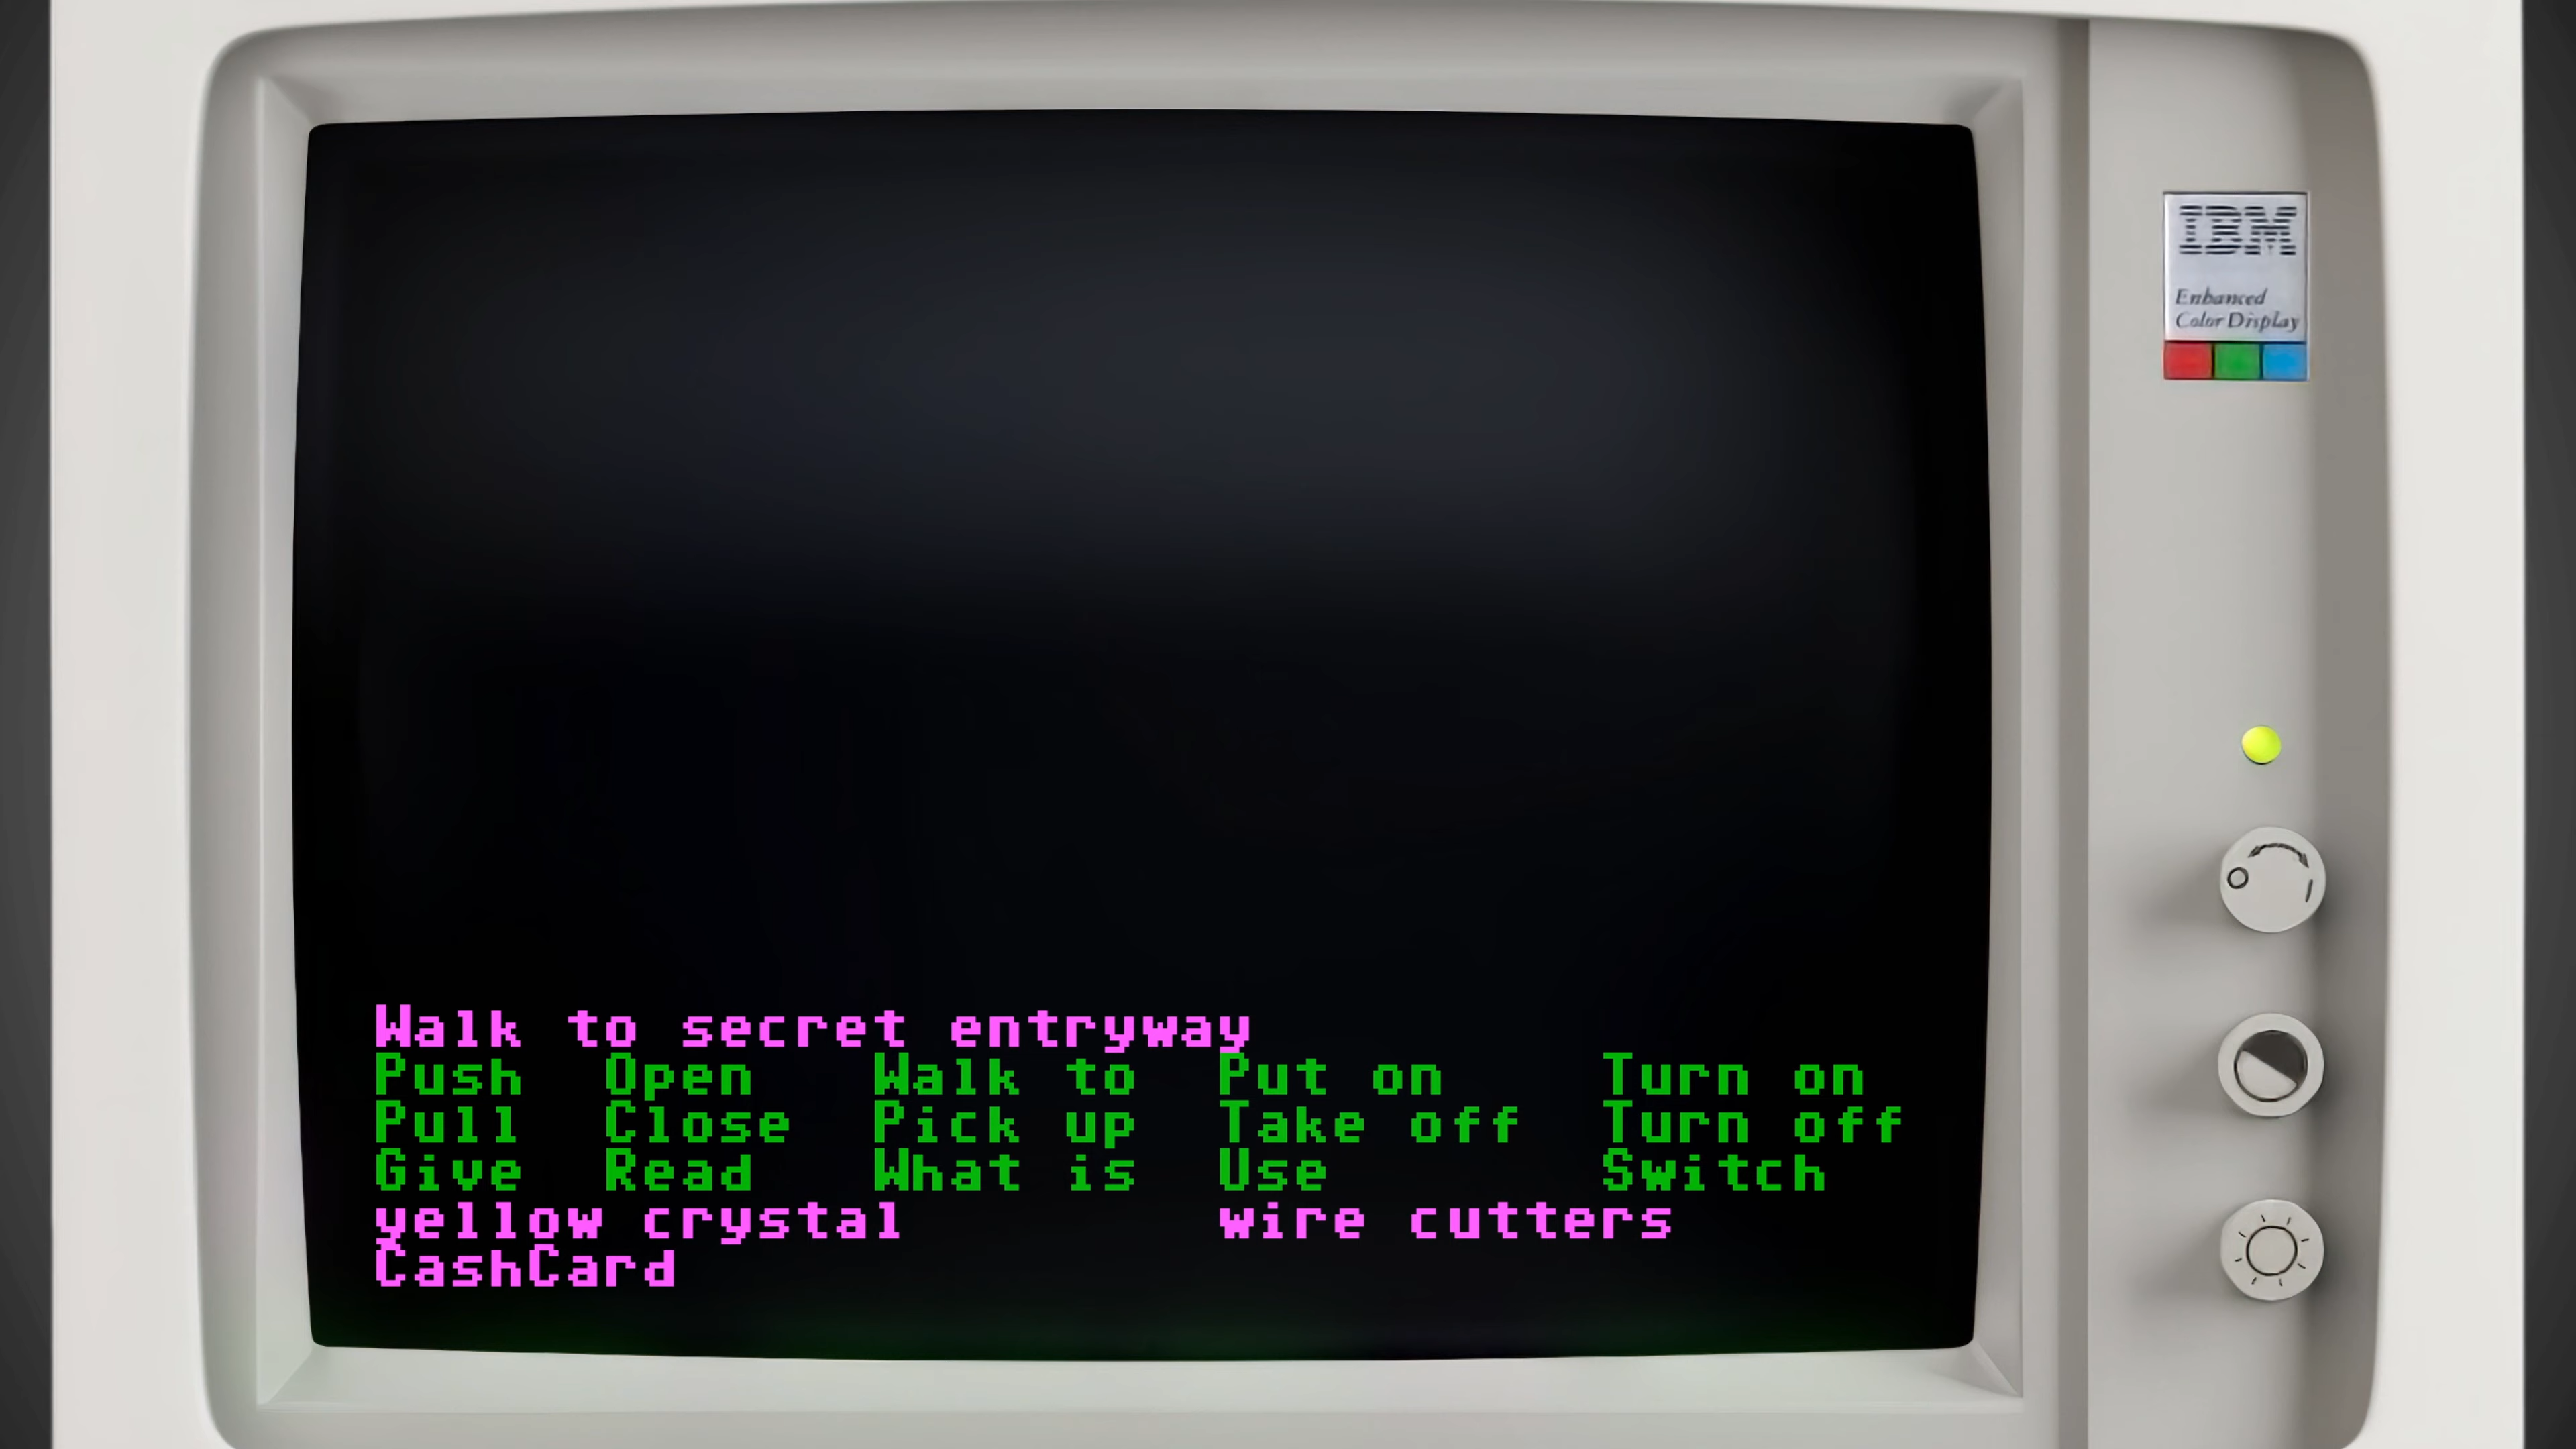 IBM
Enhanced
Color Display
Walk to secret entryway
Push Open Walk to Put on Turn on
Pull Close Pick up Take off Turn off
Give Read What is Use Switch
yellow crystal wire cutters
CashCard